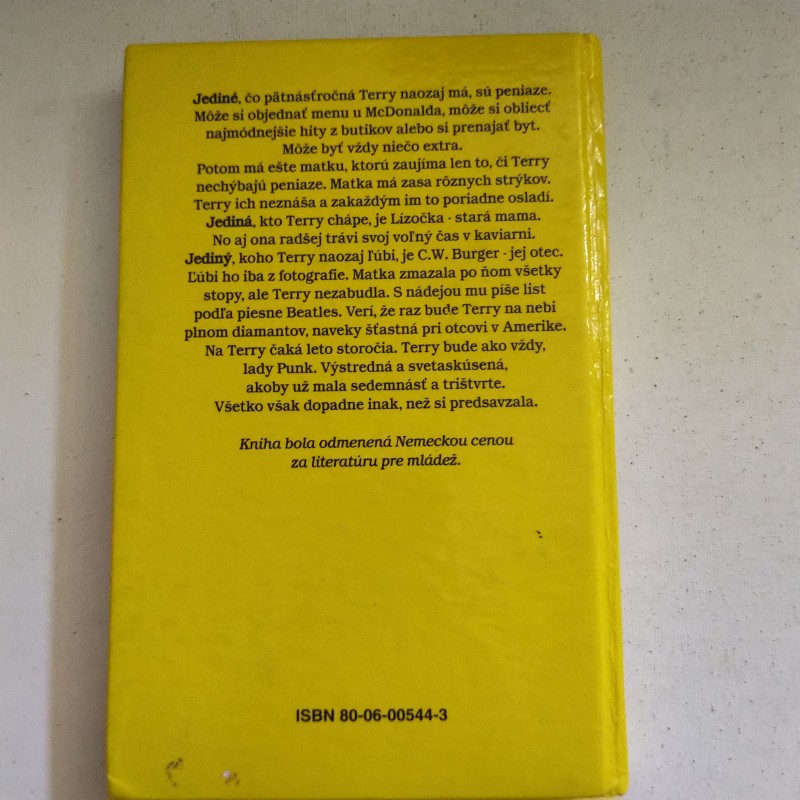 Jediné, čo pätnásťročná Terry naozaj má, sú peniaze.
Môže si objednať menu u McDonalda, môže si obliecť
najmódnejšie hity z butikov alebo si prenajať byt.
Môže byť vždy niečo extra.
Potom má ešte matku, ktorú zaujíma len to, či Terry
nechýbajú peniaze. Matka má zasa rôznych strýkov.
Terry ich neznáša a zakaždým im to poriadne osladí.
Jediná, kto Terry chápe, je Lízočka - stará mama.
No aj ona radšej trávi svoj voľný čas v kaviarni.
Jediný, koho Terry naozaj ľúbi, je C.W. Burger - jej otec.
Ľúbi ho iba z fotografie. Matka zmazala po ňom všetky
stopy, ale Terry nezabudla. S nádejou mu píše list
podľa piesne Beatles. Verí, že raz bude Terry na nebi
plnom diamantov, naveky šťastná pri otcovi v Amerike.
Na Terry čaká leto storočia. Terry bude ako vždy,
lady Punk. Výstredná a svetaskúsená,
akoby už mala sedemnásť a trištvrte.
Všetko však dopadne inak, než si predsavzala.
Kniha bola odmenená Nemeckou cenou
za literatúru pre mládež.
ISBN 80-06-00544-3